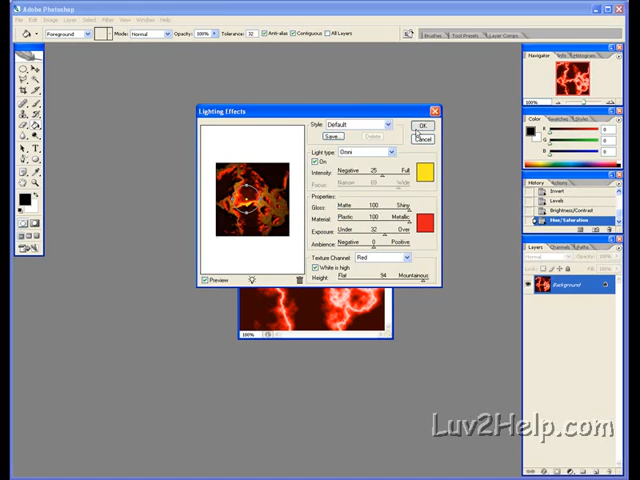 Adobe Photoshop
File Edit Image Layer Select Filter View Window Help
Foreground Mode: Normal Opacity: 100% Tolerance: 32 Anti-alias Contiguous All Layers
Brushes Tool Presets Layer Comps
Lighting Effects
Style: Default
OK
Save... Delete
Cancel
Light type: Omni
On
Intensity: Negative 25 Full
Focus: Narrow 69 Wide
Properties:
Gloss: Matte 100 Shiny
Material: Plastic 100 Metallic
Exposure: Under 32 Over
Ambience: Negative 0 Positive
Texture Channel: Red
White is high
Height: Flat 94 Mountainous
Preview
100%
Navigator Info Histogram
100%
Color Swatches Styles
R 0
G 0
B 0
History Actions
Invert
Levels
Brightness/Contrast
Hue/Saturation
Layers Channels Paths
Normal Opacity:
Lock: Fill:
Background
Luv2Help.com